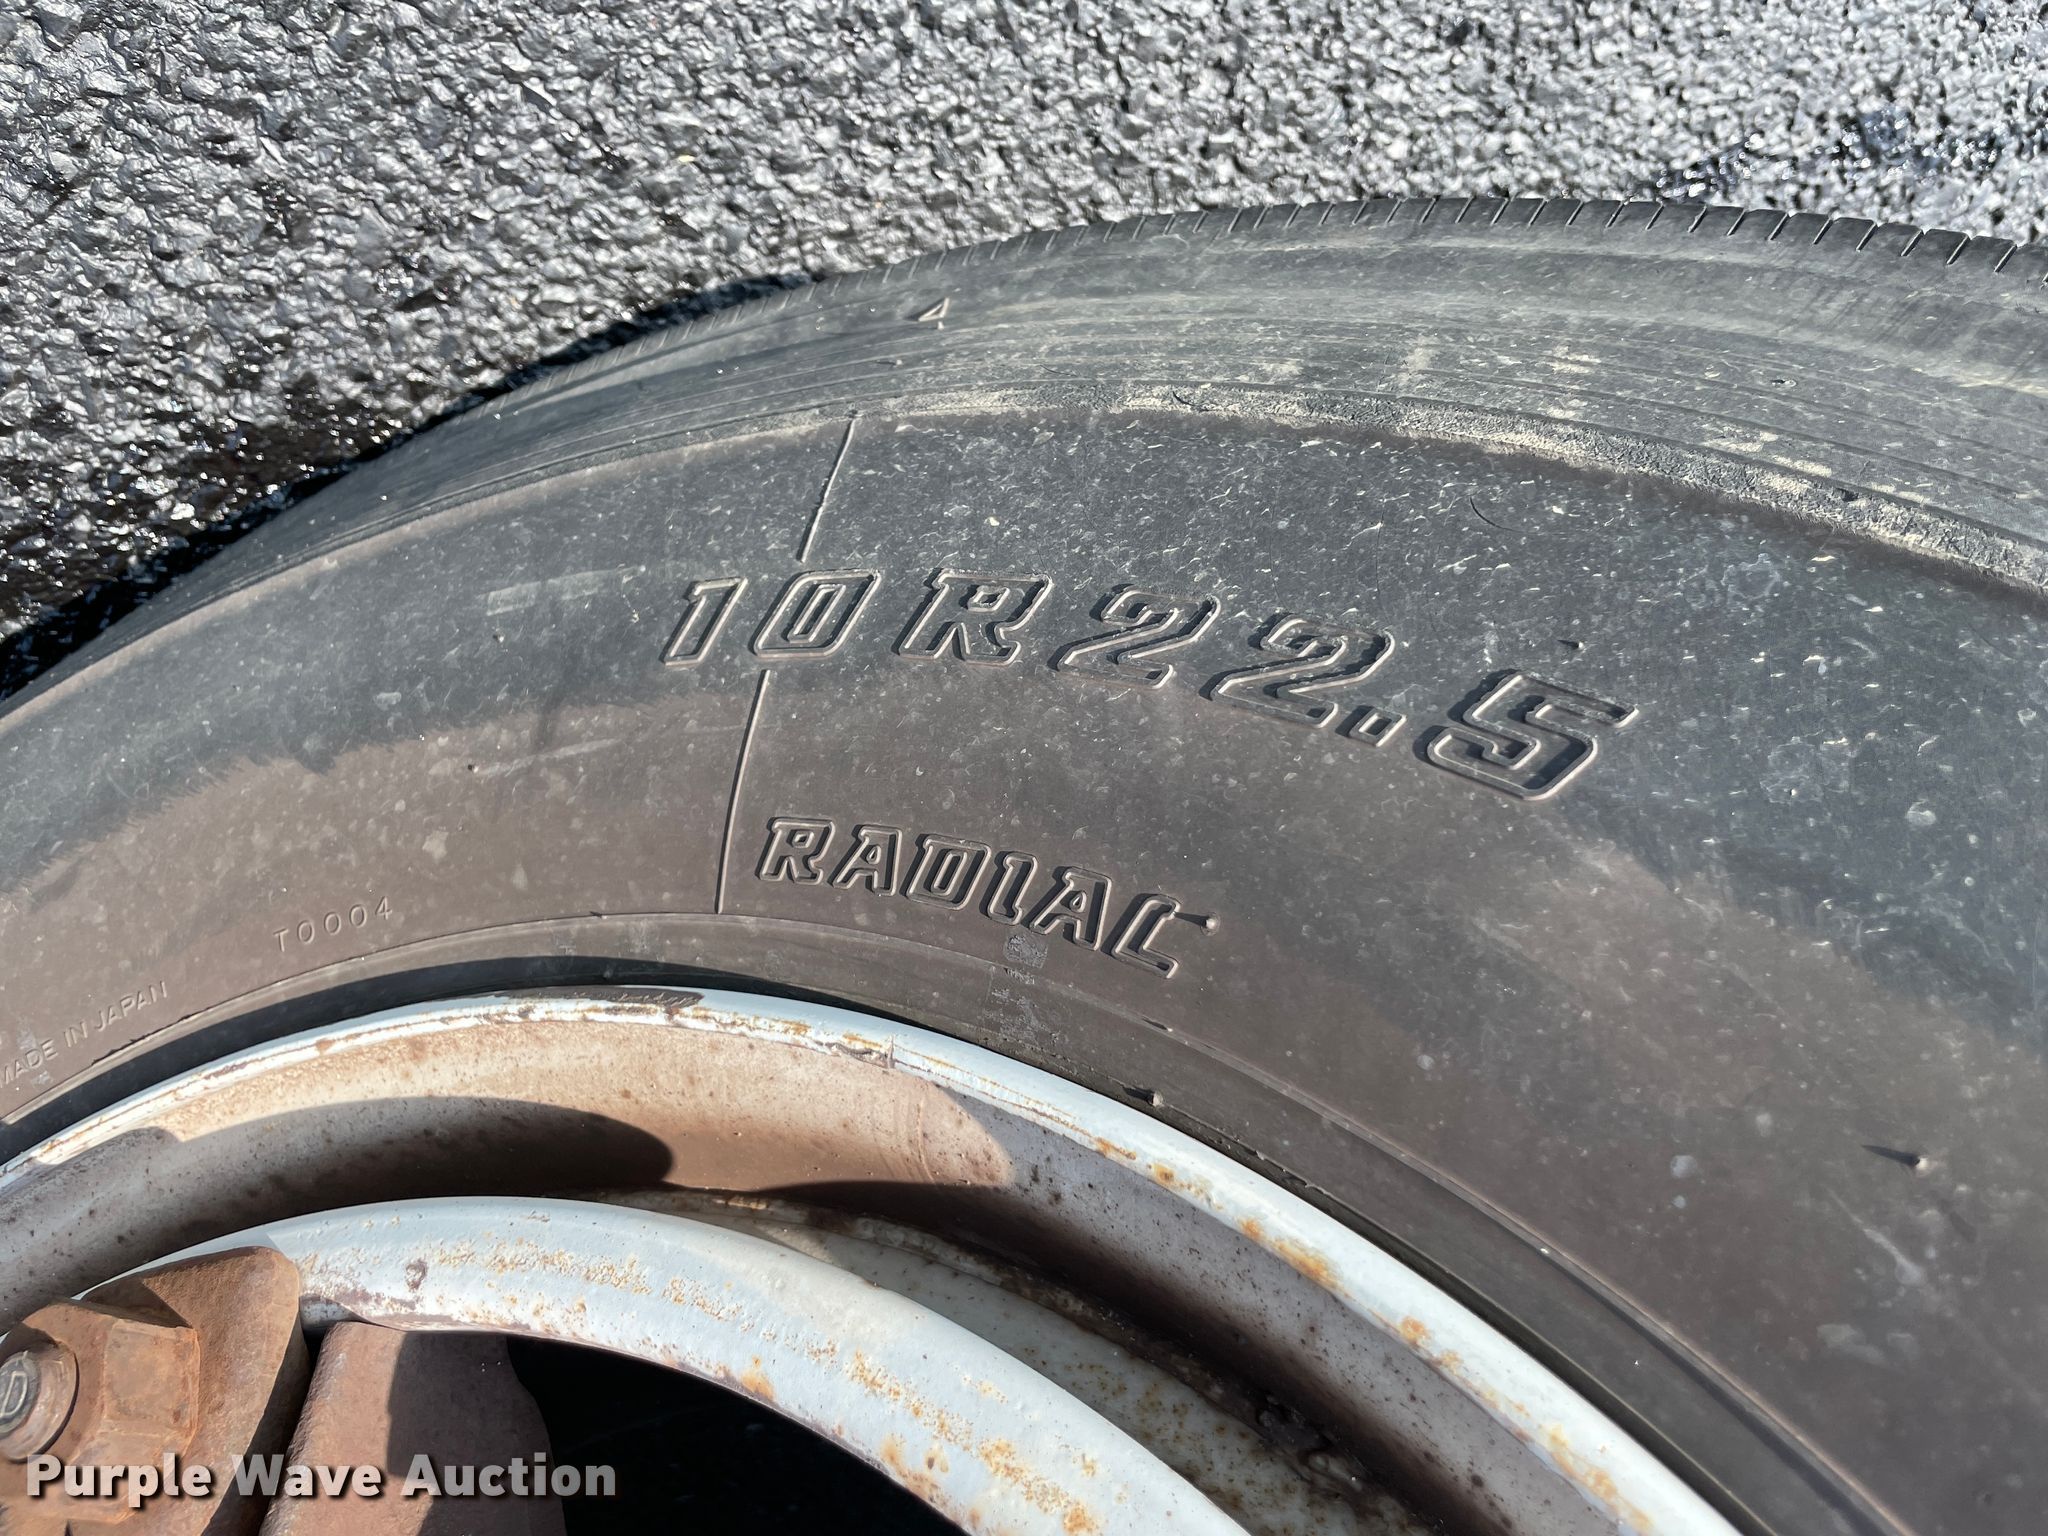 4
10R22.5
RADIAL
T0004
MADE IN JAPAN
D
Purple Wave Auction